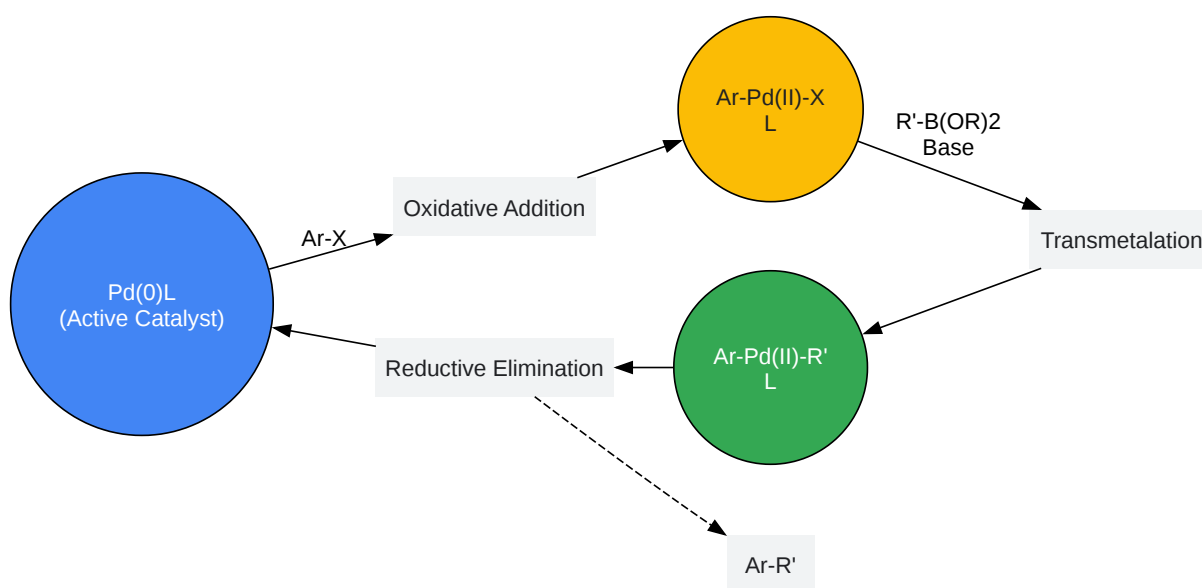 Ar-Pd(II)-X
L
R'-B(OR)2
Base
Oxidative Addition
Ar-X
Transmetalation
Pd(0)L
(Active Catalyst)
Ar-Pd(II)-R'
L
Reductive Elimination
Ar-R'